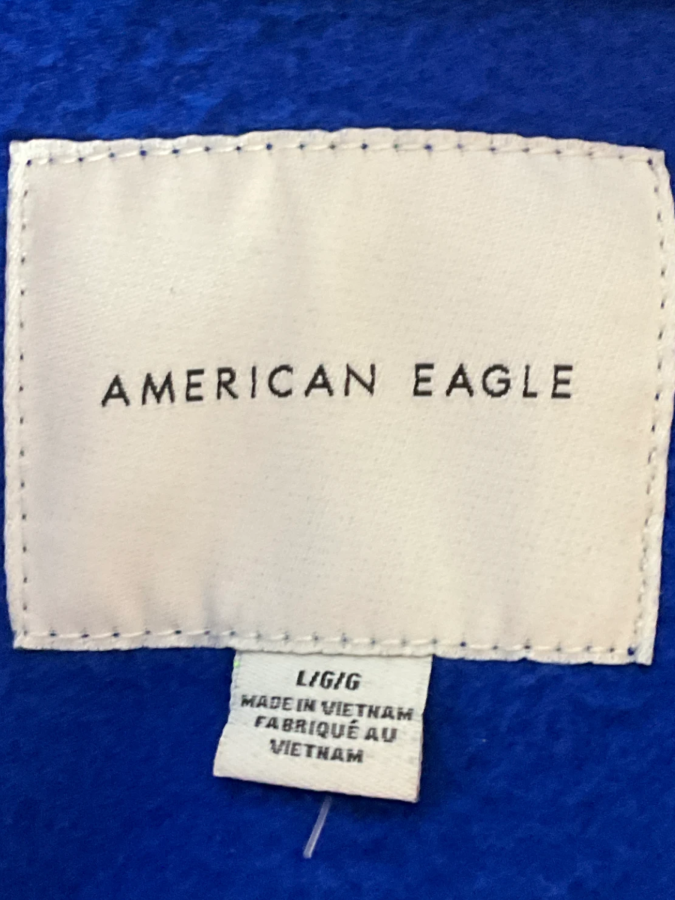 AMERICAN EAGLE
L/G/G
MADE IN VIETNAM
FABRIQUÉ AU
VIETNAM